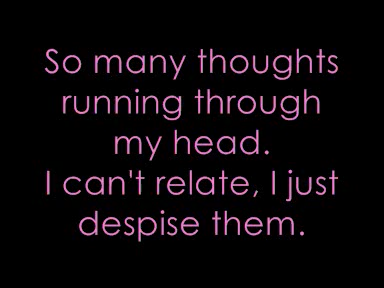 So many thoughts
running through
my head.
I can't relate, I just
despise them.